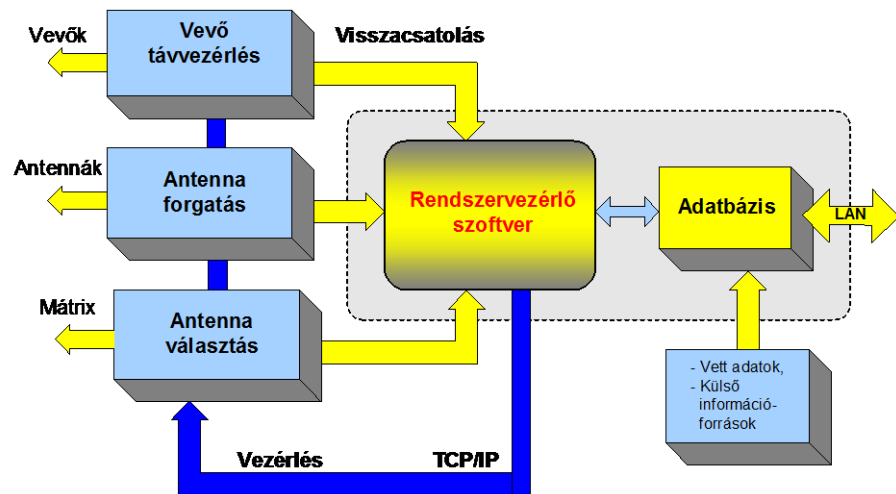 Vevők
Vevő
távvezérlés
Visszacsatolás
Antennák
Antenna
forgatás
Rendszervezérlő
szoftver
Adatbázis
LAN
Mátrix
Antenna
választás
- Vett adatok,
- Külső
információ-
források
Vezérlés
TCP/IP